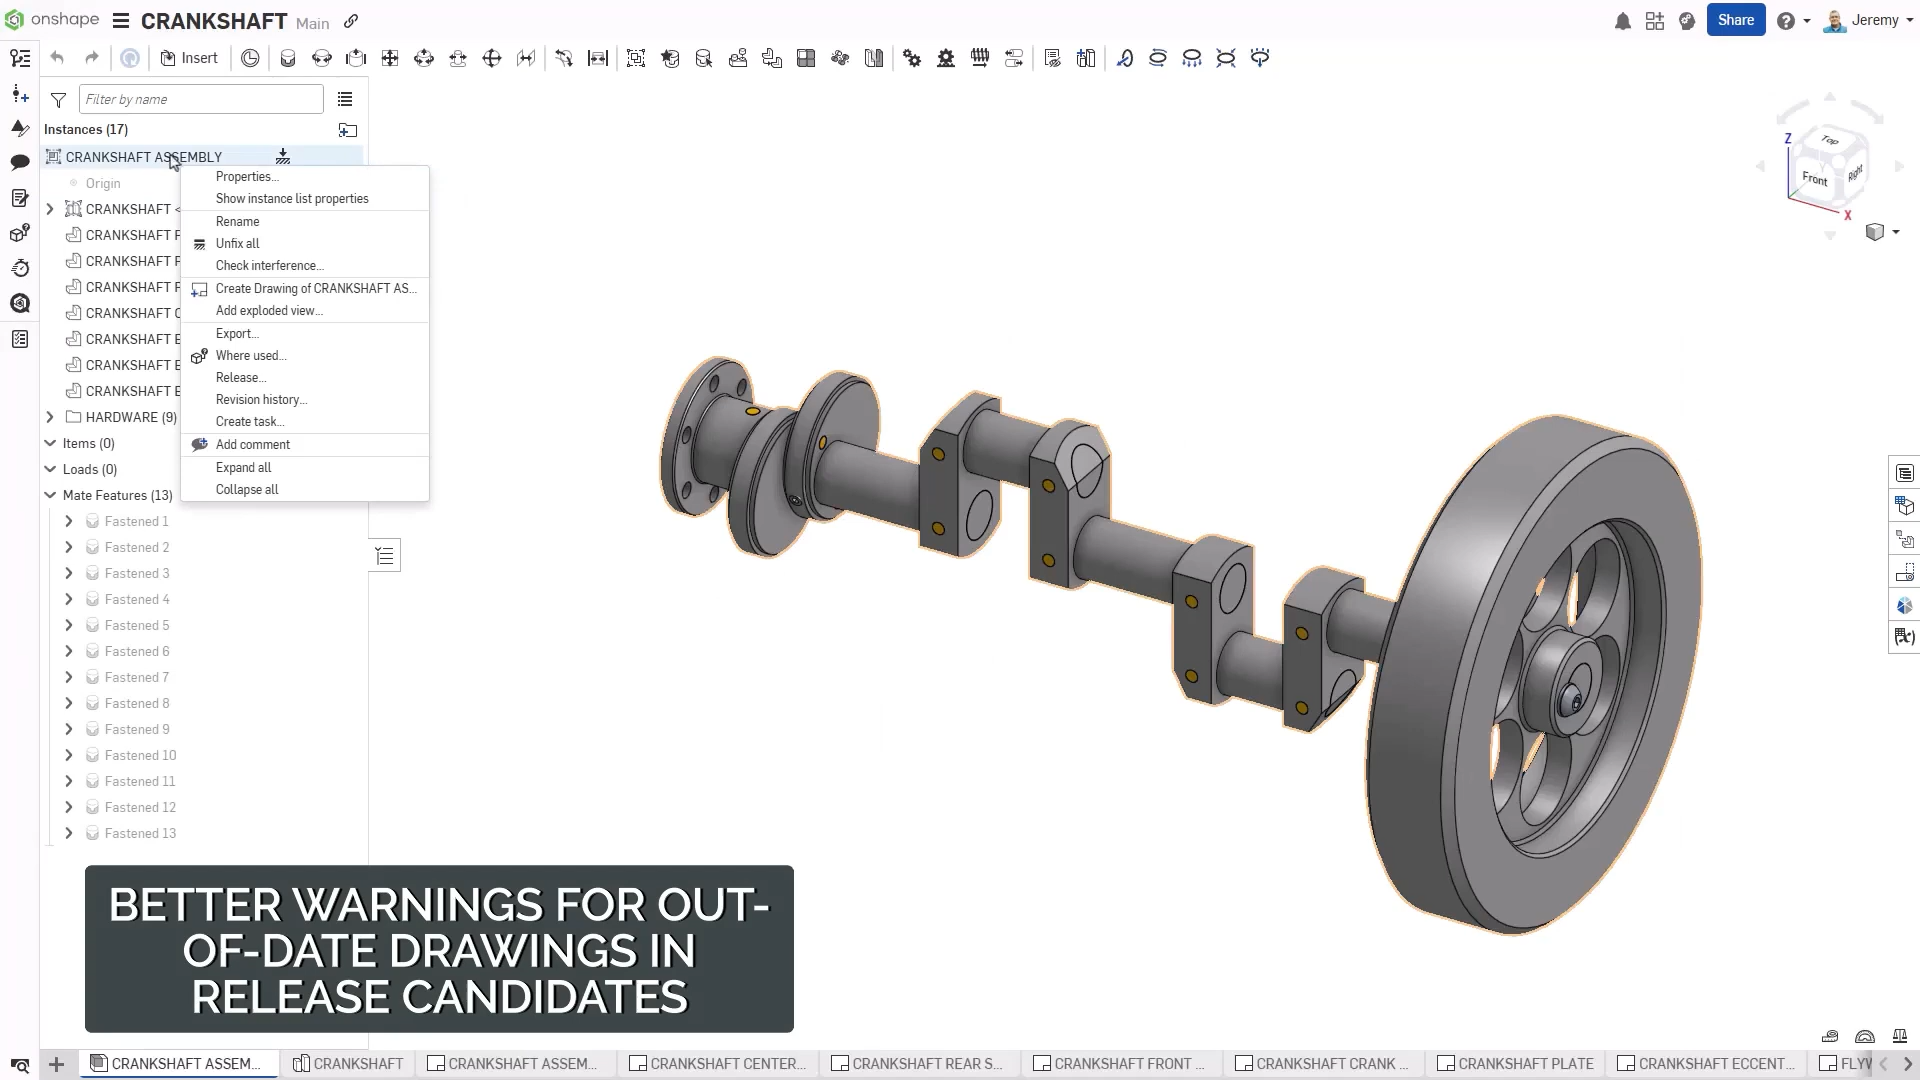 onshape
CRANKSHAFT Main
Share
Jeremy
Insert
Filter by name
Instances (17)
CRANKSHAFT ASSEMBLY
Origin
CRANKSHAFT <
CRANKSHAFT
CRANKSHAFT
CRANKSHAFT
CRANKSHAFT
CRANKSHAFT
CRANKSHAFT
CRANKSHAFT
HARDWARE (9)
Items (0)
Loads (0)
Mate Features (13)
Fastened 1
Fastened 2
Fastened 3
Fastened 4
Fastened 5
Fastened 6
Fastened 7
Fastened 8
Fastened 9
Fastened 10
Fastened 11
Fastened 12
Fastened 13
Properties...
Show instance list properties
Rename
Unfix all
Check interference...
Create Drawing of CRANKSHAFT AS...
Add exploded view...
Export...
Where used...
Release...
Revision history...
Create task...
Add comment
Expand all
Collapse all
Z
Top
Front
Right
X
BETTER WARNINGS FOR OUT-
OF-DATE DRAWINGS IN
RELEASE CANDIDATES
CRANKSHAFT ASSEM...
CRANKSHAFT
CRANKSHAFT ASSEM...
CRANKSHAFT CENTER...
CRANKSHAFT REAR S...
CRANKSHAFT FRONT ...
CRANKSHAFT CRANK ...
CRANKSHAFT PLATE
CRANKSHAFT ECCENT...